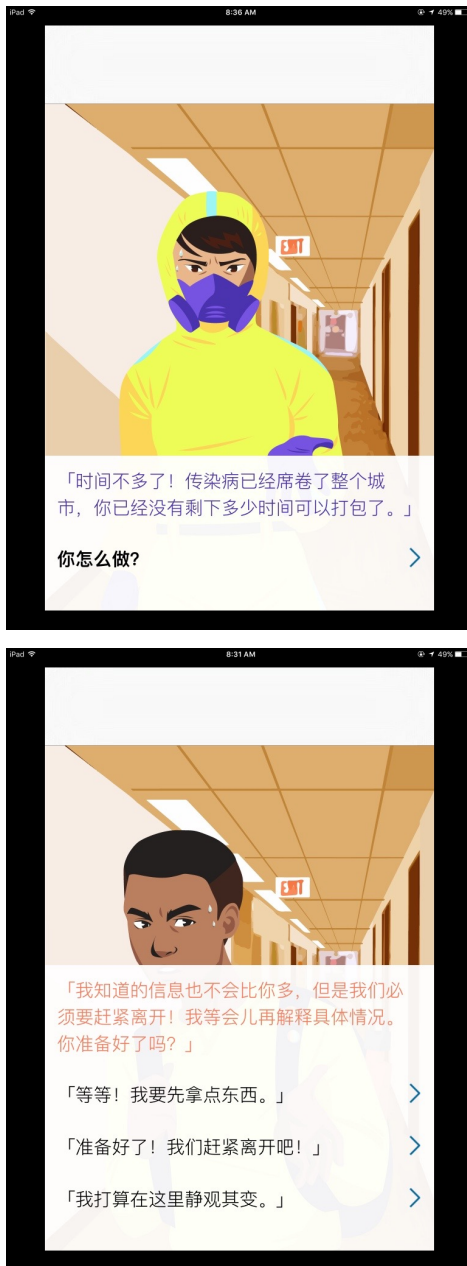 iPad
8:36 AM
49%
EXIT
「时间不多了！传染病已经席卷了整个城
市，你已经没有剩下多少时间可以打包了。」
你怎么做？
iPad
8:31 AM
49%
EXIT
「我知道的信息也不会比你多，但是我们必
须要赶紧离开！我等会儿再解释具体情况。
你准备好了吗？」
「等等！我要先拿点东西。」
「准备好了！我们赶紧离开吧！」
「我打算在这里静观其变。」